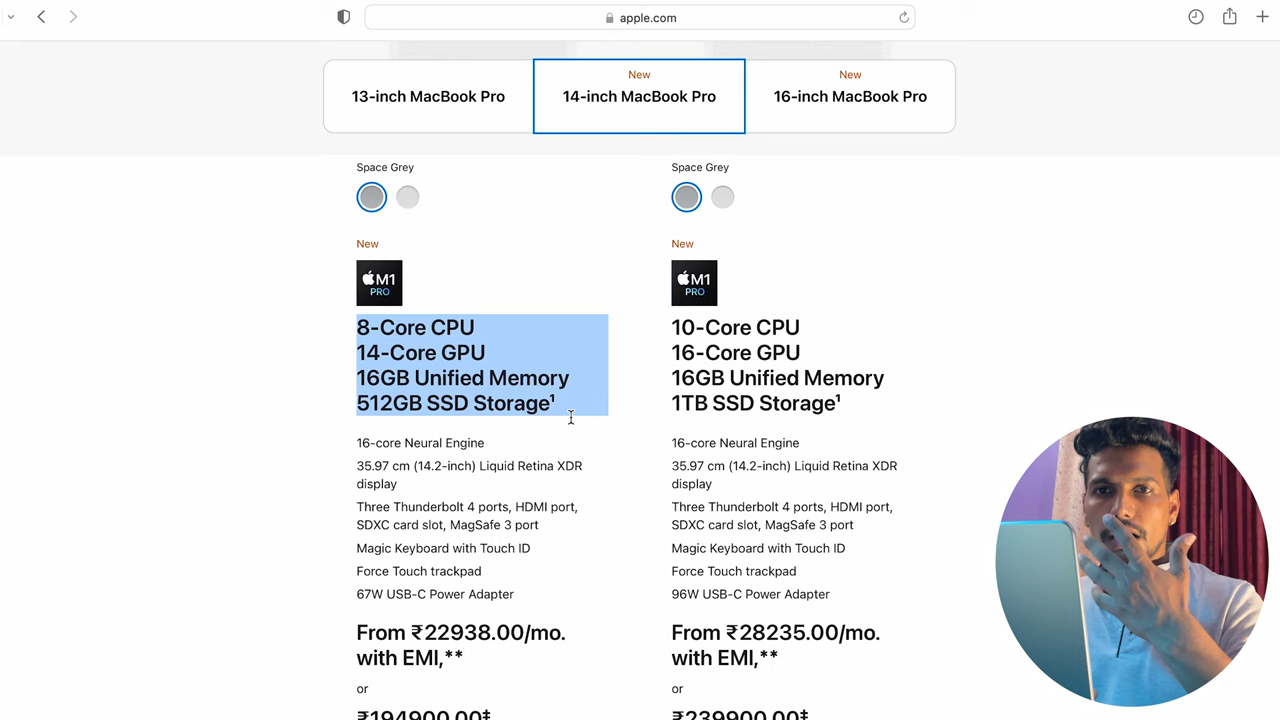 apple.com
13-inch MacBook Pro
New
14-inch MacBook Pro
New
16-inch MacBook Pro
Space Grey
New
M1
PRO
8-Core CPU
14-Core GPU
16GB Unified Memory
512GB SSD Storage¹
16-core Neural Engine
35.97 cm (14.2-inch) Liquid Retina XDR
display
Three Thunderbolt 4 ports, HDMI port,
SDXC card slot, MagSafe 3 port
Magic Keyboard with Touch ID
Force Touch trackpad
67W USB-C Power Adapter
From ₹22938.00/mo.
with EMI,**
or
₹194900.00‡
Space Grey
New
M1
PRO
10-Core CPU
16-Core GPU
16GB Unified Memory
1TB SSD Storage¹
16-core Neural Engine
35.97 cm (14.2-inch) Liquid Retina XDR
display
Three Thunderbolt 4 ports, HDMI port,
SDXC card slot, MagSafe 3 port
Magic Keyboard with Touch ID
Force Touch trackpad
96W USB-C Power Adapter
From ₹28235.00/mo.
with EMI,**
or
₹239900.00‡